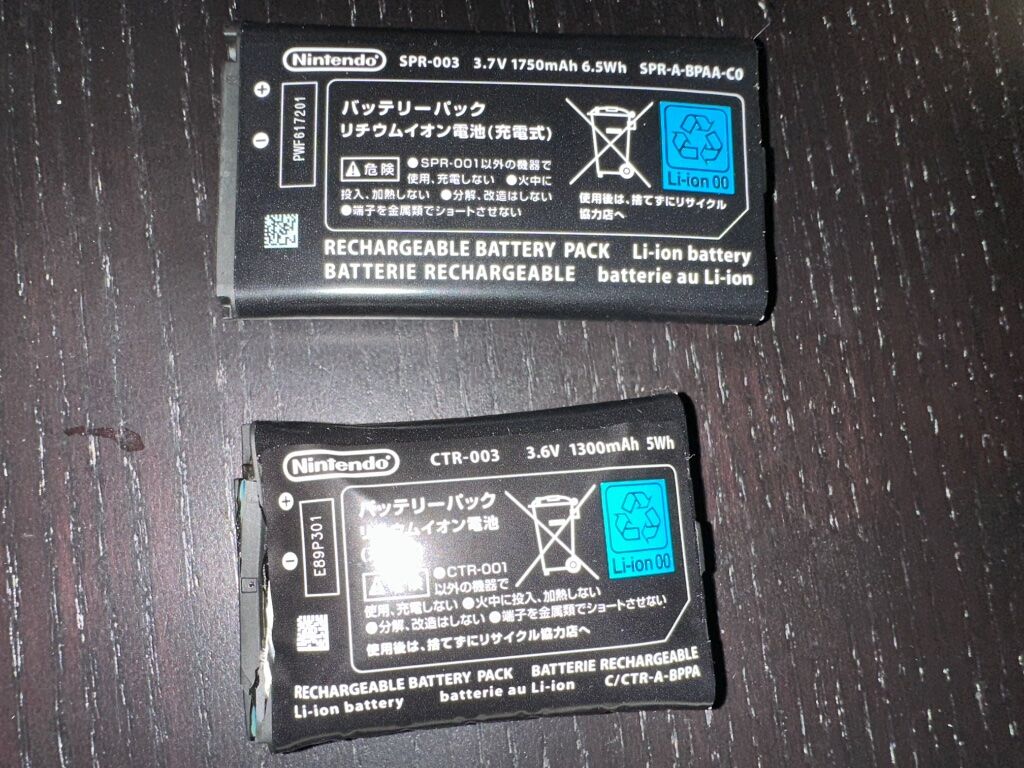 Nintendo SPR-003 3.7V 1750mAh 6.5Wh SPR-A-BPAA-C0
+
−
PWF617201
バッテリーパック
リチウムイオン電池(充電式)
危険 ●SPR-001以外の機器で
使用、充電しない ●火中に
投入、加熱しない ●分解、改造はしない
●端子を金属類でショートさせない
Li-ion 00
使用後は、捨てずにリサイクル
協力店へ
RECHARGEABLE BATTERY PACK Li-ion battery
BATTERIE RECHARGEABLE batterie au Li-ion
Nintendo CTR-003 3.6V 1300mAh 5Wh
+
−
E89P301
バッテリーパック
リチウムイオン電池
●CTR-001
以外の機器で
使用、充電しない ●火中に投入、加熱しない
●分解、改造はしない ●端子を金属類でショートさせない
使用後は、捨てずにリサイクル協力店へ
Li-ion 00
RECHARGEABLE BATTERY PACK BATTERIE RECHARGEABLE
Li-ion battery batterie au Li-ion C/CTR-A-BPPA